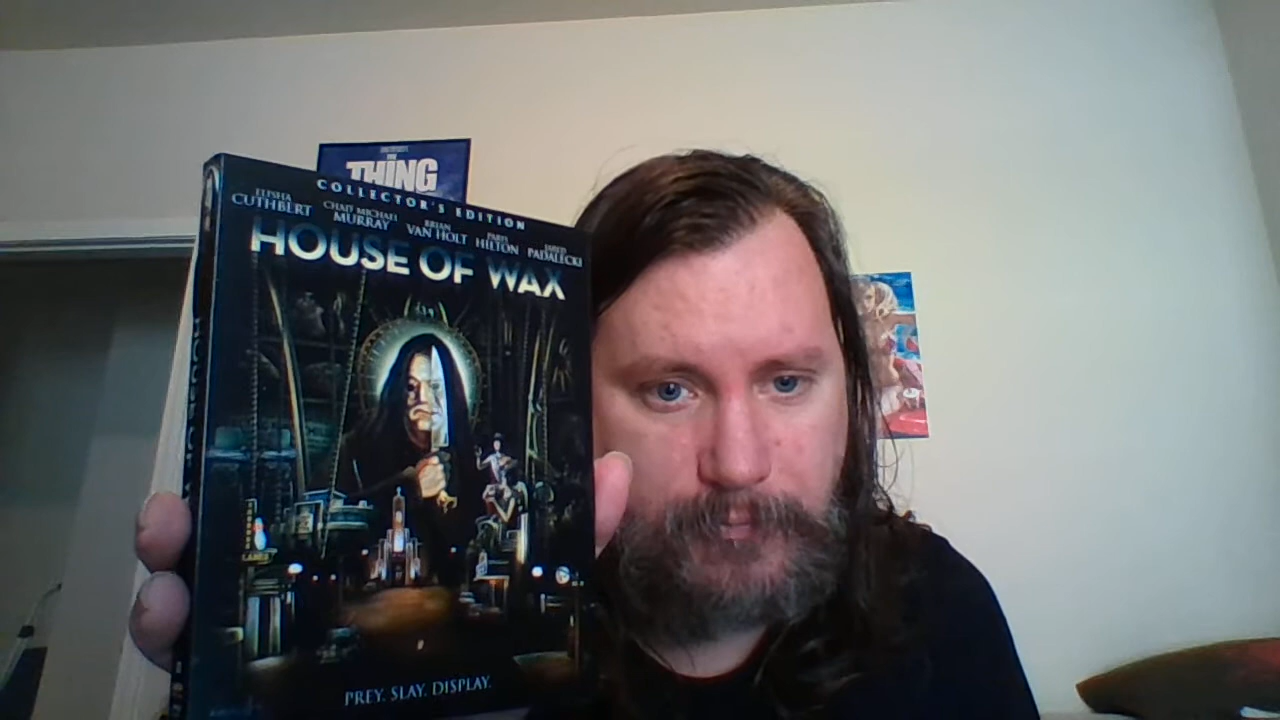 THE
THING
COLLECTOR'S EDITION
ELISHA CUTHBERT
CHAD MICHAEL MURRAY
BRIAN VAN HOLT
PARIS HILTON
JARED PADALECKI
HOUSE OF WAX
PREY. SLAY. DISPLAY.